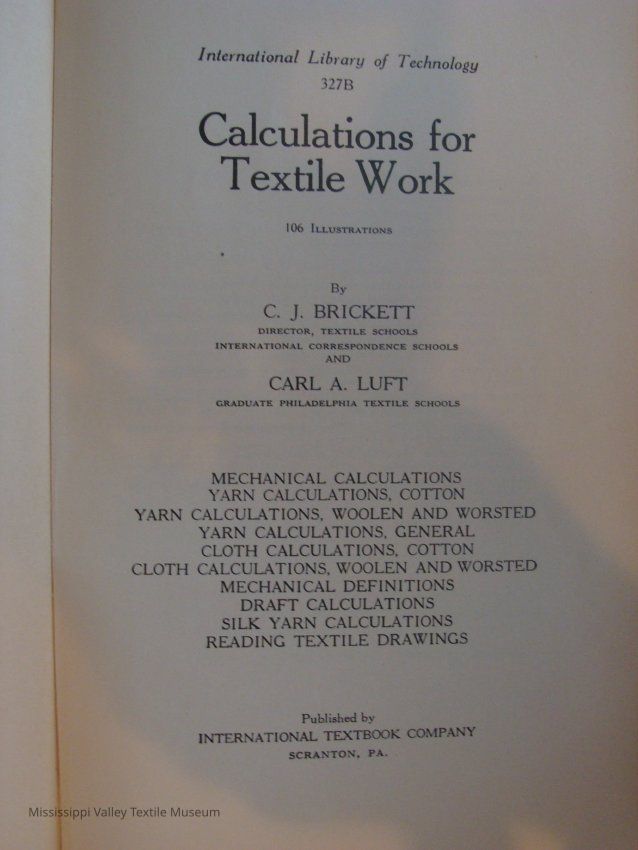 International Library of Technology
327B
Calculations for
Textile Work
106 Illustrations
By
C. J. BRICKETT
DIRECTOR, TEXTILE SCHOOLS
INTERNATIONAL CORRESPONDENCE SCHOOLS
AND
CARL A. LUFT
GRADUATE PHILADELPHIA TEXTILE SCHOOLS
MECHANICAL CALCULATIONS
YARN CALCULATIONS, COTTON
YARN CALCULATIONS, WOOLEN AND WORSTED
YARN CALCULATIONS, GENERAL
CLOTH CALCULATIONS, COTTON
CLOTH CALCULATIONS, WOOLEN AND WORSTED
MECHANICAL DEFINITIONS
DRAFT CALCULATIONS
SILK YARN CALCULATIONS
READING TEXTILE DRAWINGS
Published by
INTERNATIONAL TEXTBOOK COMPANY
SCRANTON, PA.
Mississippi Valley Textile Museum